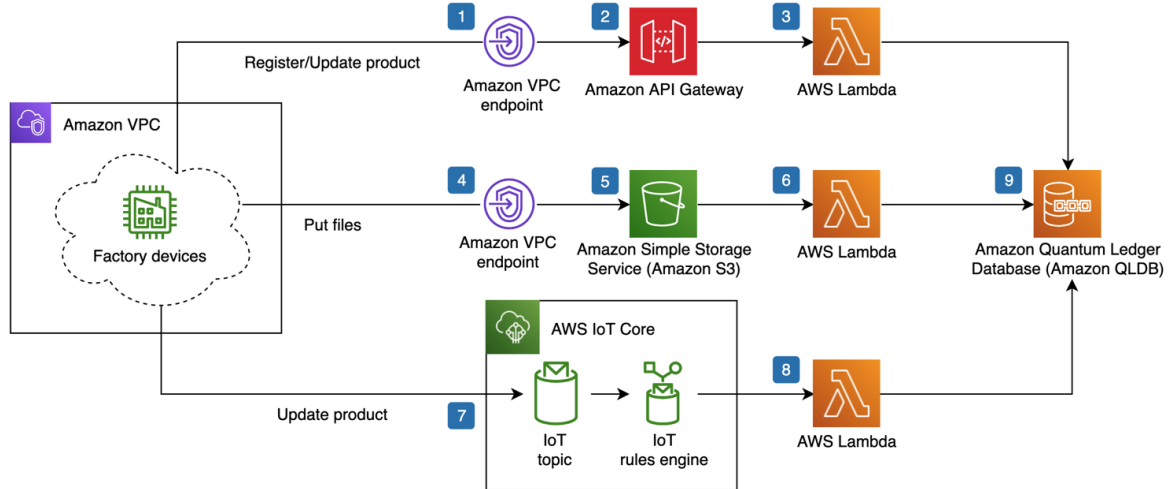 1
2
3
Register/Update product
Amazon VPC
endpoint
Amazon API Gateway
AWS Lambda
Amazon VPC
Factory devices
4
5
6
9
Put files
Amazon VPC
endpoint
Amazon Simple Storage
Service (Amazon S3)
AWS Lambda
Amazon Quantum Ledger
Database (Amazon QLDB)
AWS IoT Core
Update product
7
IoT
topic
IoT
rules engine
8
AWS Lambda